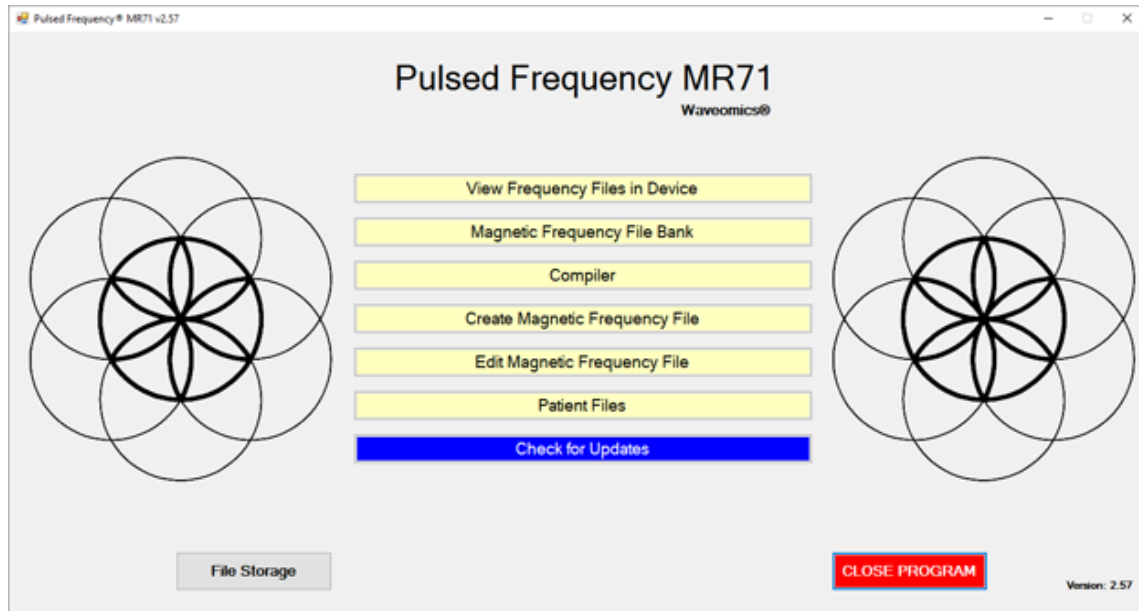 Pulsed Frequency® MR71 v2.57
Pulsed Frequency MR71
Waveomics®
View Frequency Files in Device
Magnetic Frequency File Bank
Compiler
Create Magnetic Frequency File
Edit Magnetic Frequency File
Patient Files
Check for Updates
File Storage
CLOSE PROGRAM
Version: 2.57